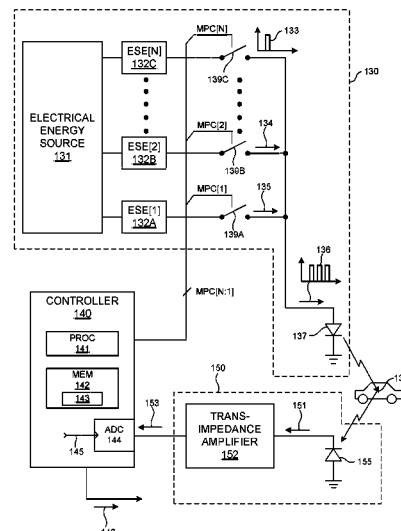 MPC[N]
133
ESE[N]
132C
139C
130
ELECTRICAL
ENERGY
SOURCE
131
MPC[2]
134
ESE[2]
132B
139B
MPC[1]
135
ESE[1]
132A
139A
136
MPC[N:1]
CONTROLLER
140
137
PROC
141
150
MEM
142
143
153
TRANS-
IMPEDANCE
AMPLIFIER
152
151
ADC
144
145
155